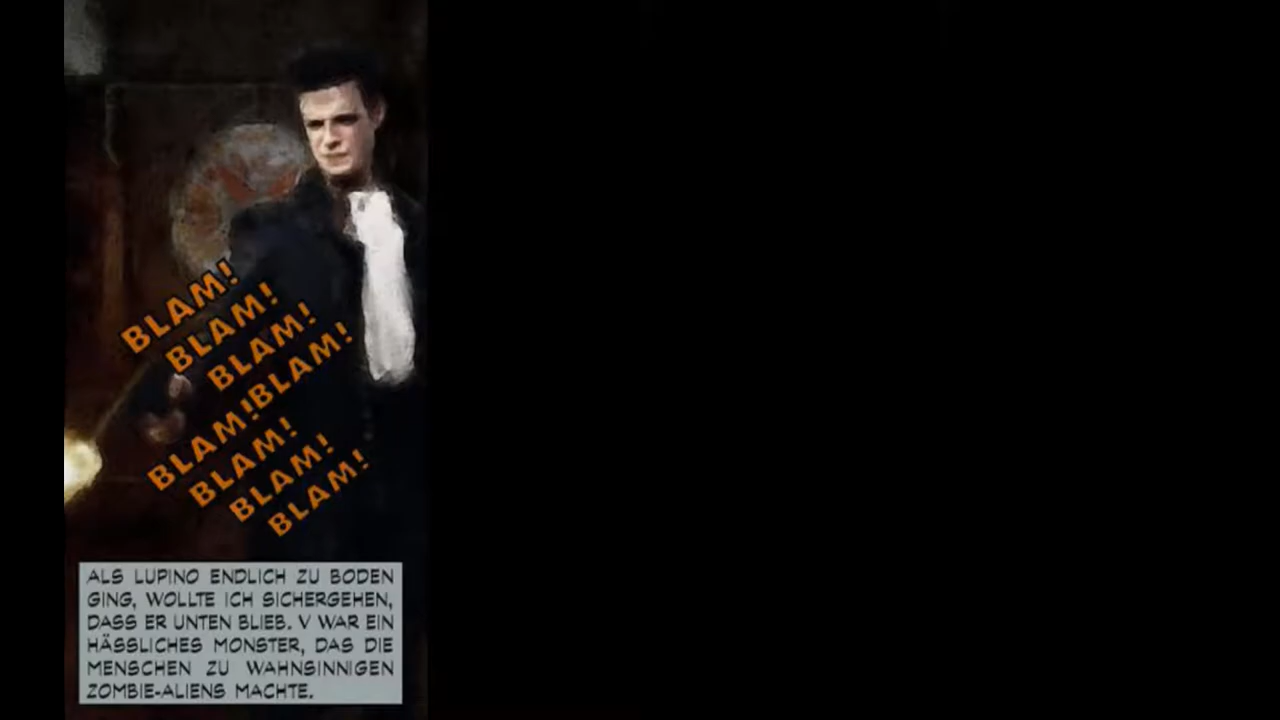 BLAM!
BLAM!
BLAM!
BLAM!
BLAM!
BLAM!
BLAM!
BLAM!
ALS LUPINO ENDLICH ZU BODEN
GING, WOLLTE ICH SICHERGEHEN,
DASS ER UNTEN BLIEB. V WAR EIN
HÄSSLICHES MONSTER, DAS DIE
MENSCHEN ZU WAHNSINNIGEN
ZOMBIE-ALIENS MACHTE.